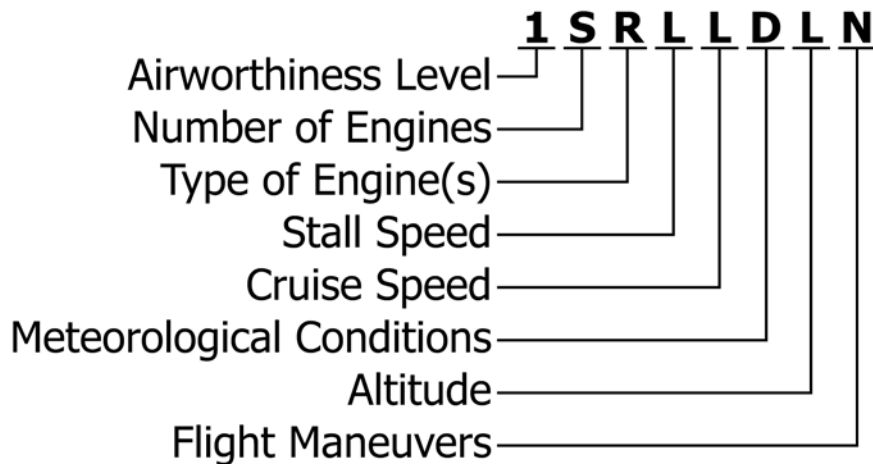 1 S R L L D L N
Airworthiness Level
Number of Engines
Type of Engine(s)
Stall Speed
Cruise Speed
Meteorological Conditions
Altitude
Flight Maneuvers